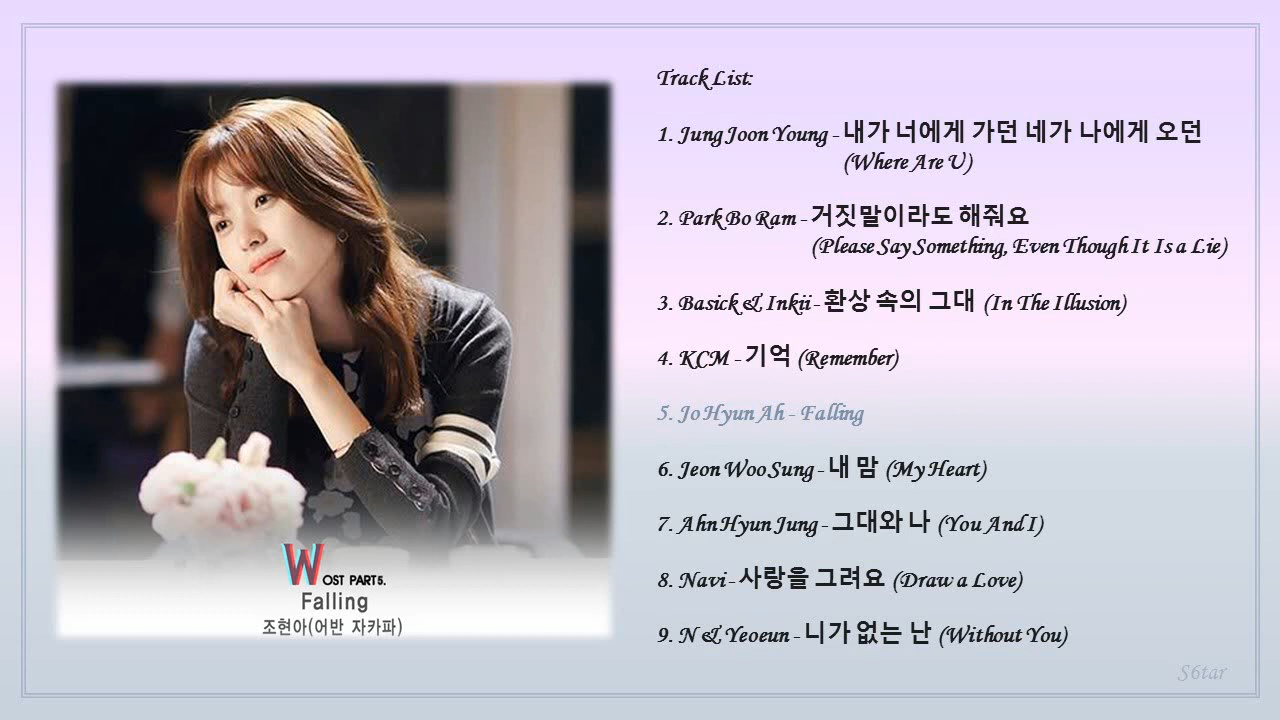 W OST PART 5.
Falling
조현아(어반 자카파)
Track List:
1. Jung Joon Young - 내가 너에게 가던 네가 나에게 오던
(Where Are U)
2. Park Bo Ram - 거짓말이라도 해줘요
(Please Say Something, Even Though It Is a Lie)
3. Basick & Inkii - 환상 속의 그대 (In The Illusion)
4. KCM - 기억 (Remember)
5. Jo Hyun Ah - Falling
6. Jeon Woo Sung - 내 맘 (My Heart)
7. Ahn Hyun Jung - 그대와 나 (You And I)
8. Navi - 사랑을 그려요 (Draw a Love)
9. N & Yeoeun - 니가 없는 난 (Without You)
S6tar